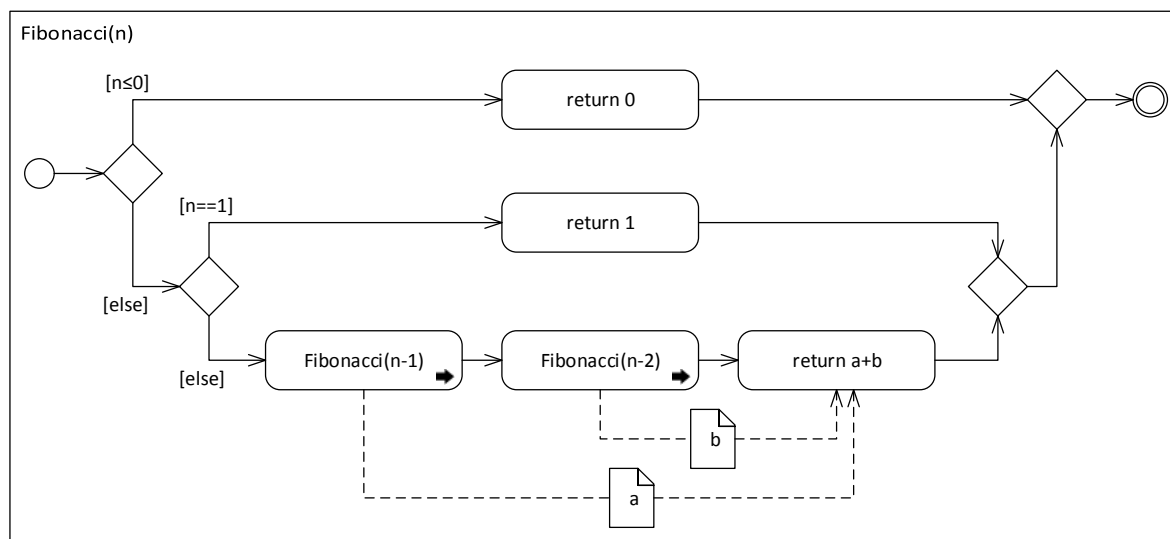 Fibonacci(n)
[n≤0]
return 0
[n==1]
return 1
[else]
[else]
Fibonacci(n-1)
Fibonacci(n-2)
return a+b
b
a